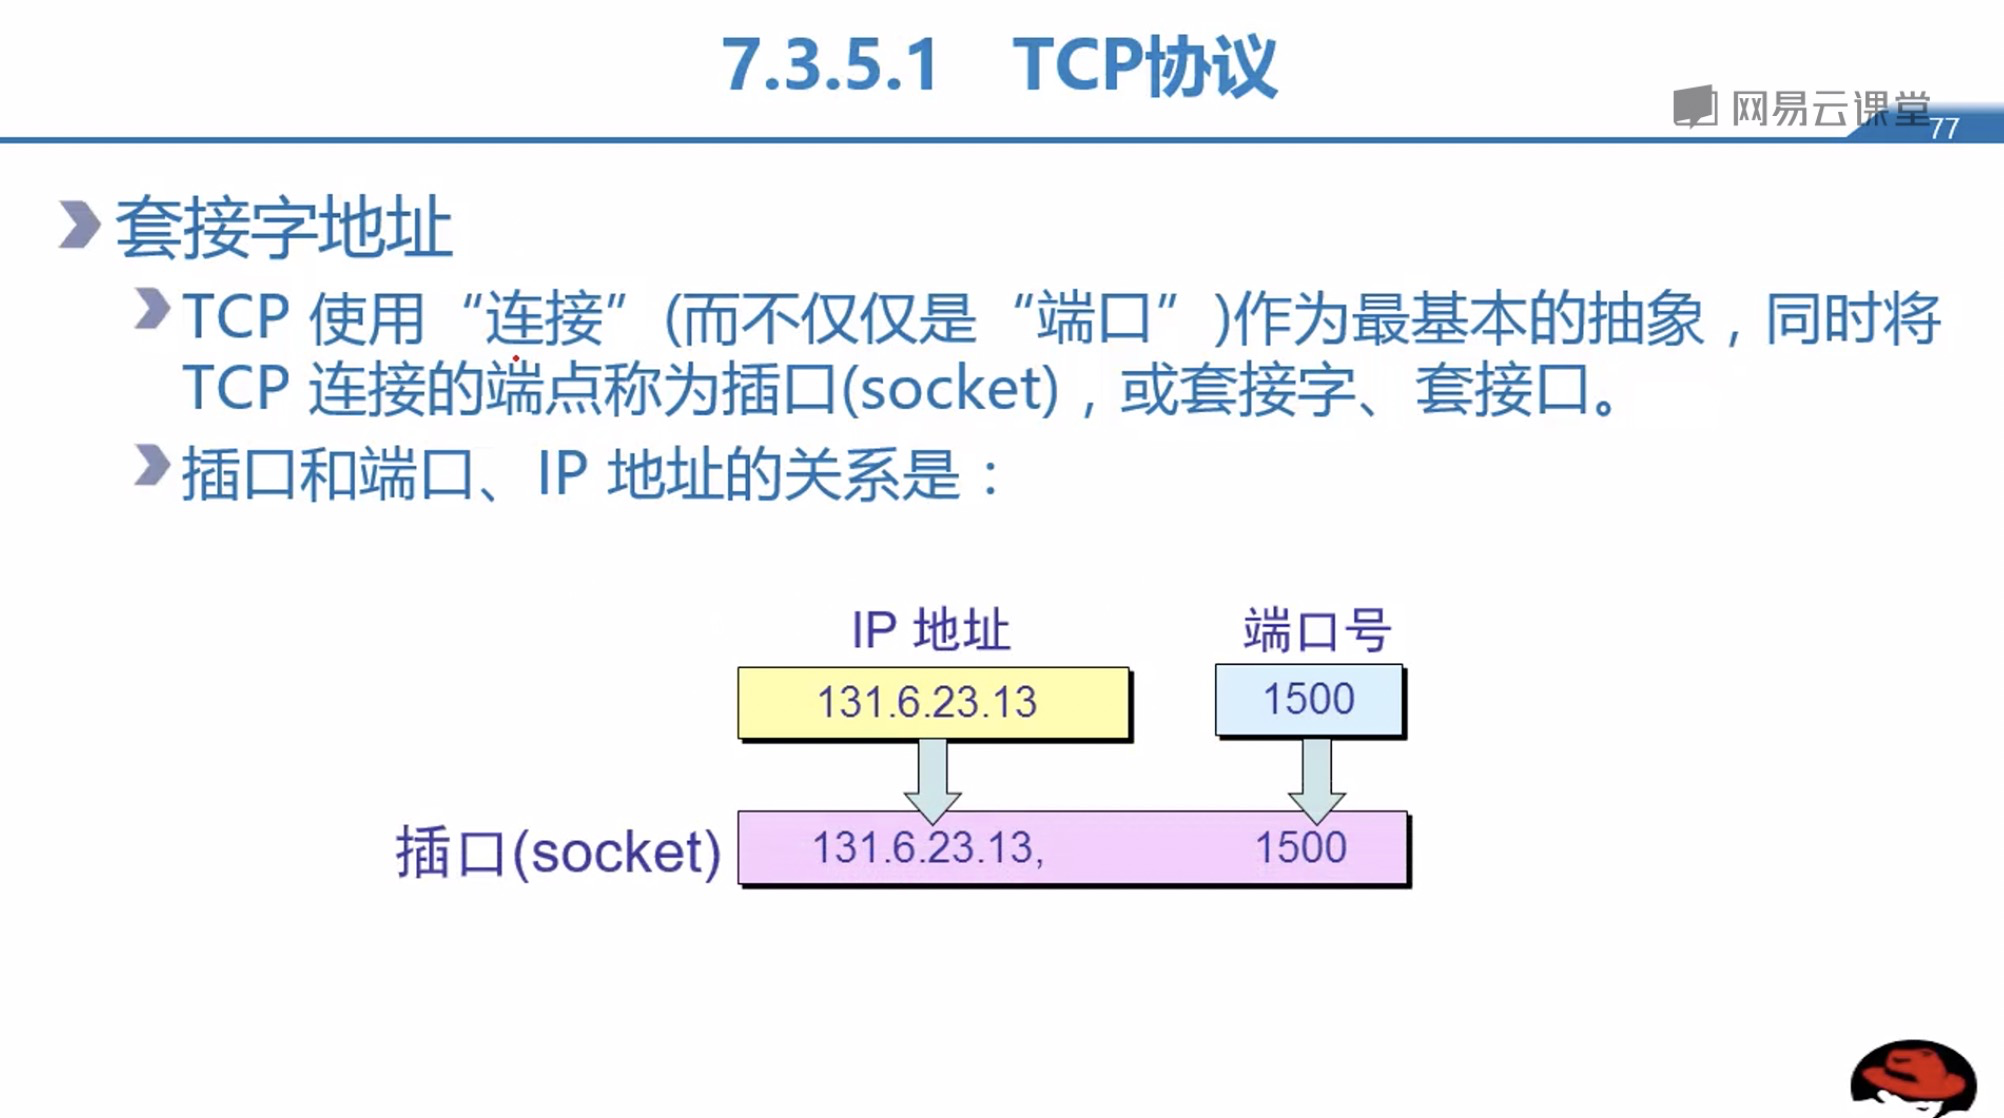 7.3.5.1 TCP协议
网易云课堂
77
套接字地址
TCP 使用“连接”(而不仅仅是“端口”)作为最基本的抽象，同时将
TCP 连接的端点称为插口(socket)，或套接字、套接口。
插口和端口、IP 地址的关系是：
IP 地址 端口号
131.6.23.13 1500
插口(socket) 131.6.23.13, 1500